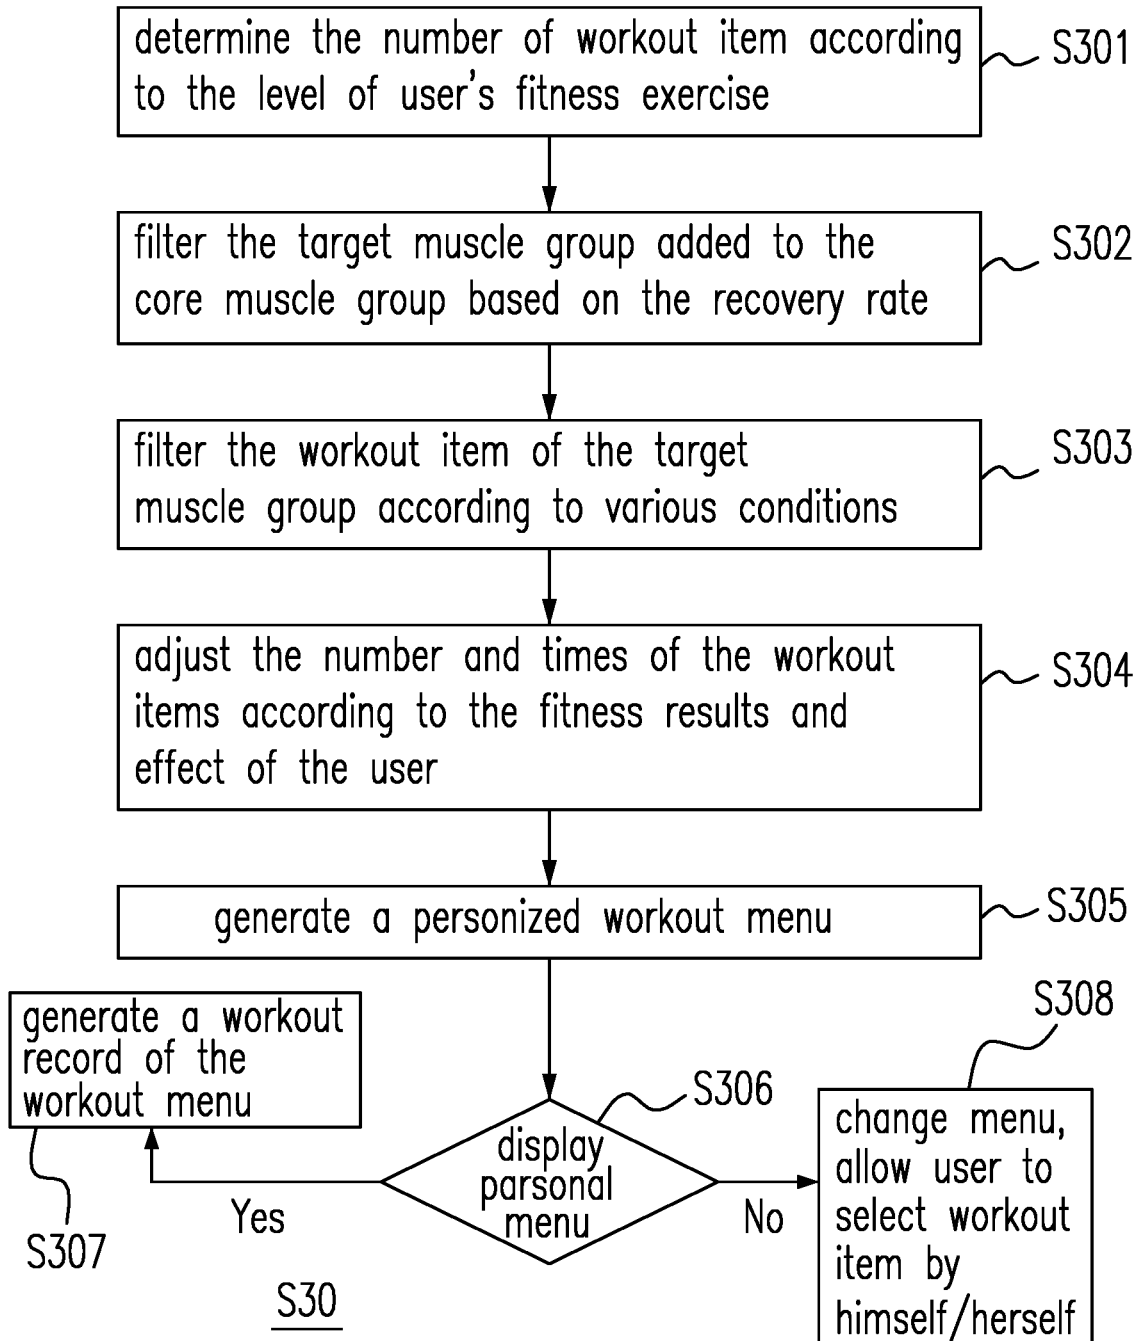 determine the number of workout item according
to the level of user's fitness exercise
S301
filter the target muscle group added to the
core muscle group based on the recovery rate
S302
filter the workout item of the target
muscle group according to various conditions
S303
adjust the number and times of the workout
items according to the fitness results and
effect of the user
S304
generate a personized workout menu
S305
display
parsonal
menu
S306
Yes
generate a workout
record of the
workout menu
S307
No
change menu,
allow user to
select workout
item by
himself/herself
S308
S30